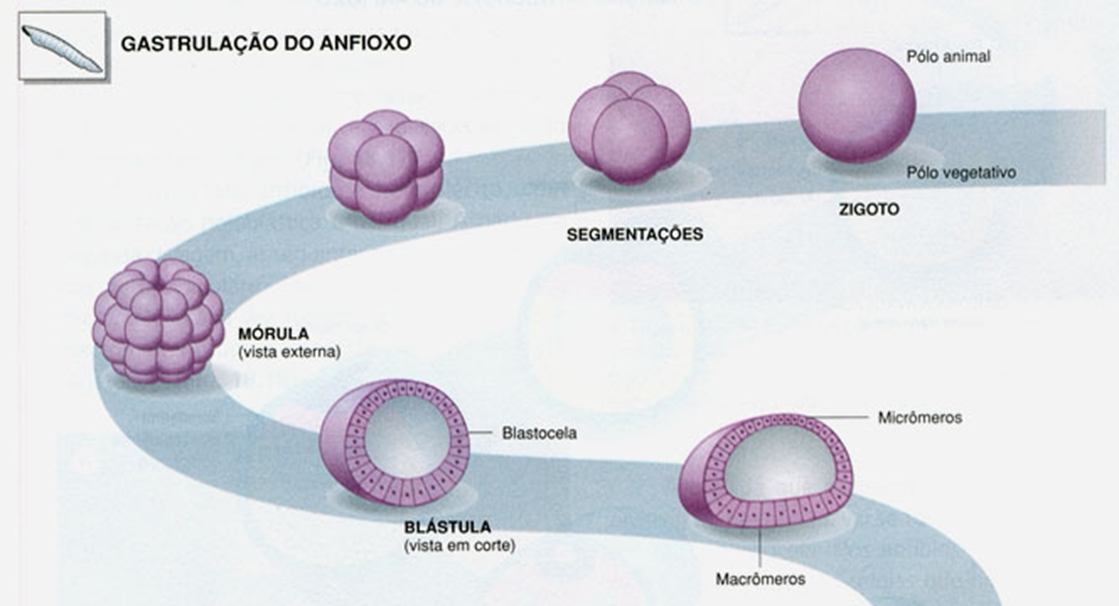 GASTRULAÇÃO DO ANFIOXO
Pólo animal
Pólo vegetativo
ZIGOTO
SEGMENTAÇÕES
MÓRULA
(vista externa)
Blastocela
BLÁSTULA
(vista em corte)
Micrômeros
Macrômeros